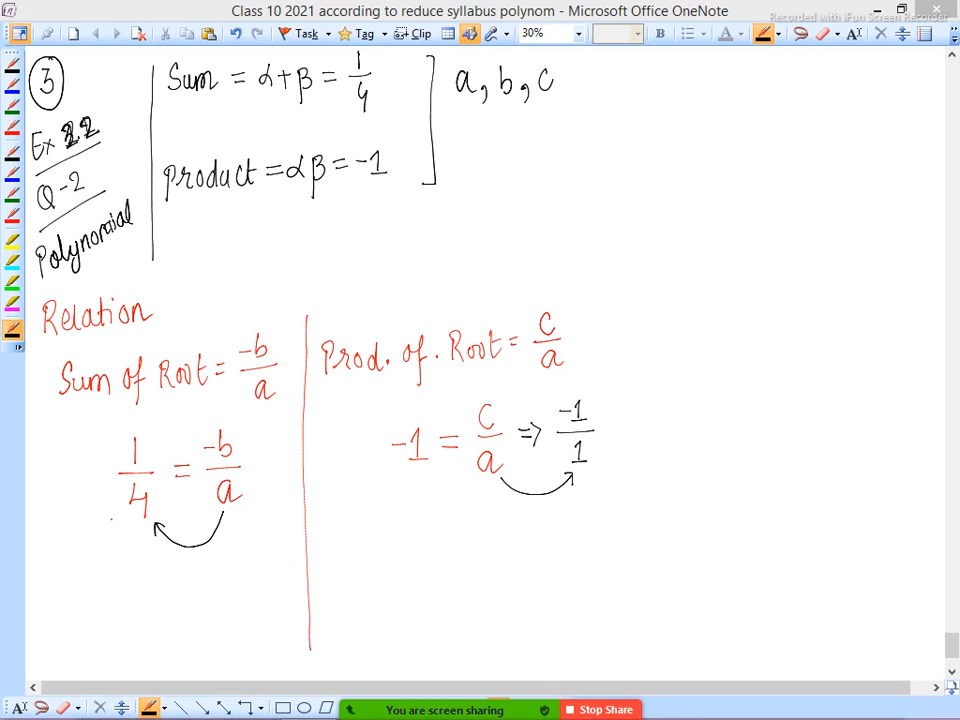 Class 10 2021 according to reduce syllabus polynom - Microsoft Office OneNote
Recorded with iFun Screen Recorder
Task Tag Clip 30% B A
3
Sum = α+β = 1/4
a, b, c
Ex 2.2
product = αβ = -1
Q-2
Polynomial
Relation
Sum of Root = -b/a
Prod. of. Root = c/a
1/4 = -b/a
-1 = c/a => -1/1
You are screen sharing
Stop Share